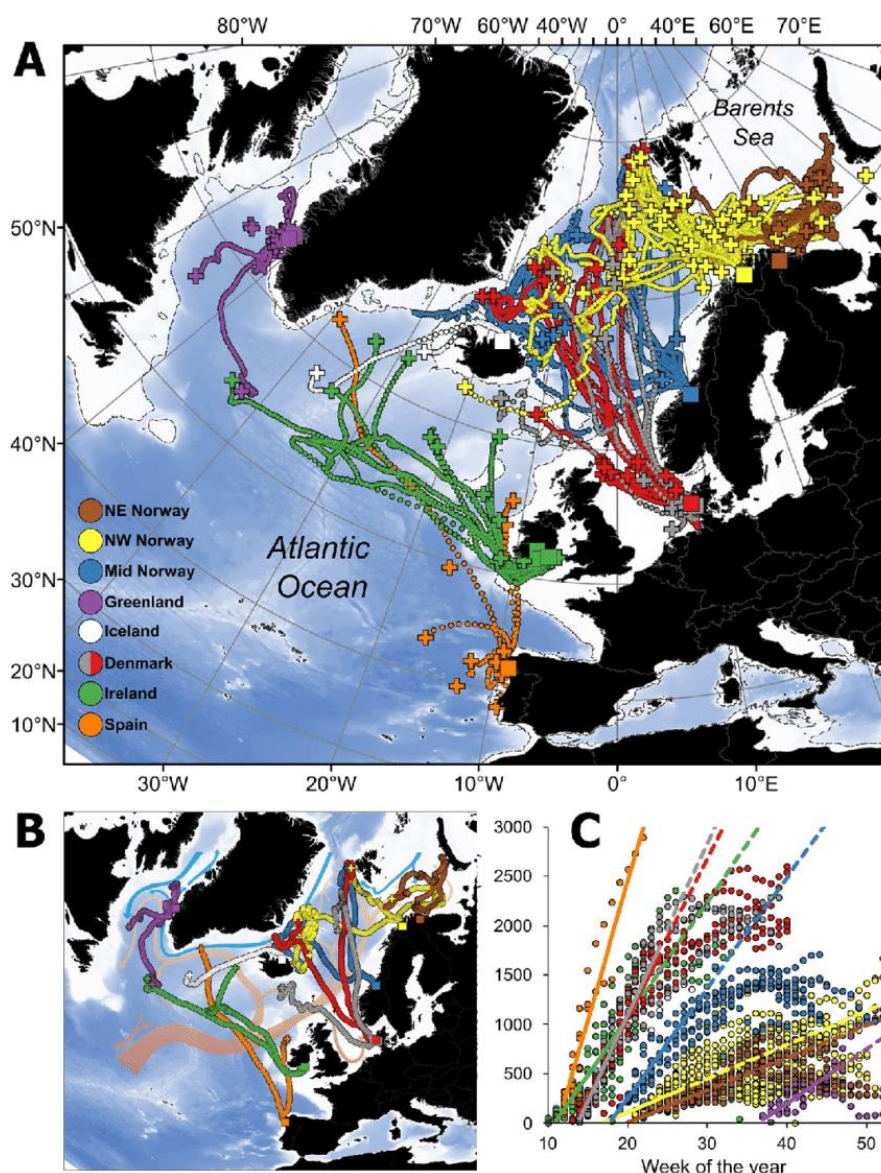 80°W 70°W 60°W 40°W 0° 40°E 60°E 70°E
A
Barents
Sea
50°N
40°N
30°N
20°N
10°N
Atlantic
Ocean
NE Norway
NW Norway
Mid Norway
Greenland
Iceland
Denmark
Ireland
Spain
30°W 20°W 10°W 0° 10°E
B
C
3000
2500
2000
1500
1000
500
0
10 20 30 40 50
Week of the year